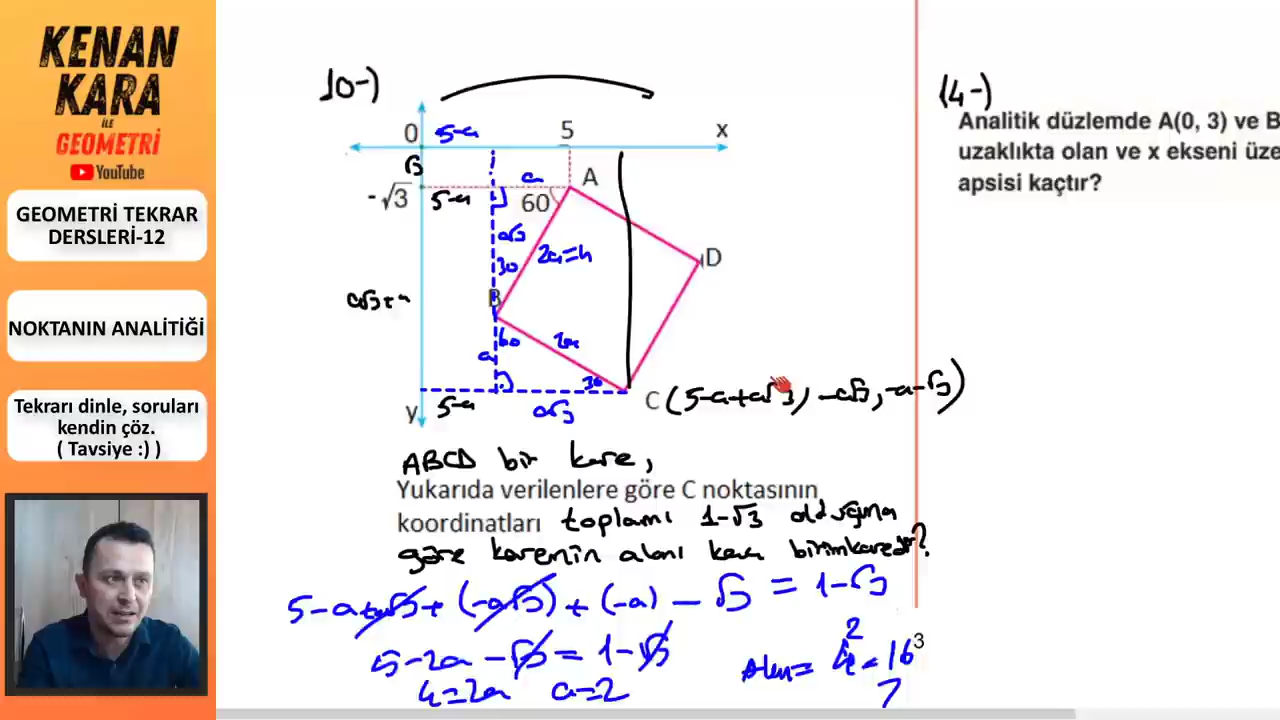 KENAN
KARA
İLE
GEOMETRİ
YouTube
GEOMETRİ TEKRAR
DERSLERİ-12
NOKTANIN ANALİTİĞİ
Tekrarı dinle, soruları
kendin çöz.
( Tavsiye :) )
10-)
0 5-a 5 x
√3
a A
-√3 5-a 60
a√3
30 2a=4
D
B
a√3+a
60 2a
a
30
y 5-a a√3 C (5-a+a√3, -a√3, -a-√3)
ABCD bir kare,
Yukarıda verilenlere göre C noktasının
koordinatları toplamı 1-√3 olduğuna
göre karenin alanı kaç birimkaredir?
5-a+a√3+ (-a√3) + (-a) - √3 = 1-√3
5-2a-√3 = 1-√3
4=2a a=2
Alan= 4² = 16
3
7
(4-)
Analitik düzlemde A(0, 3) ve B
uzaklıkta olan ve x ekseni üze
apsisi kaçtır?